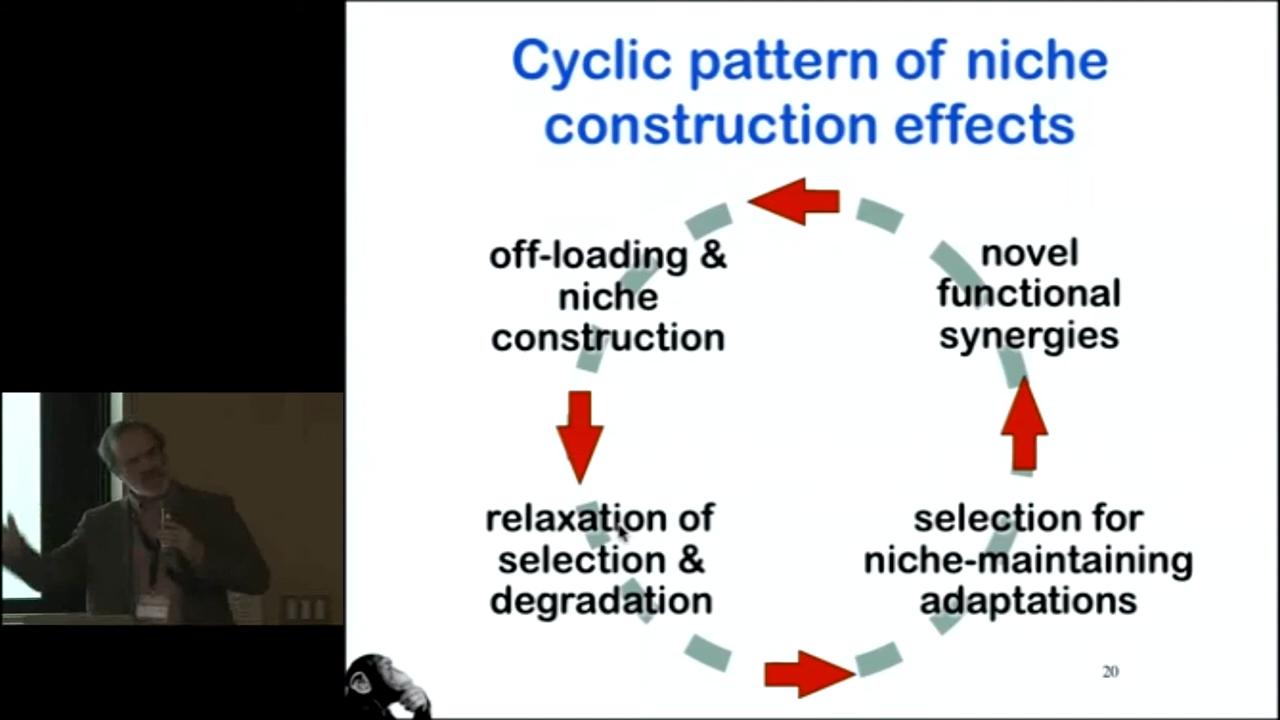 Cyclic pattern of niche
construction effects
off-loading &
niche
construction
novel
functional
synergies
relaxation of
selection &
degradation
selection for
niche-maintaining
adaptations
20